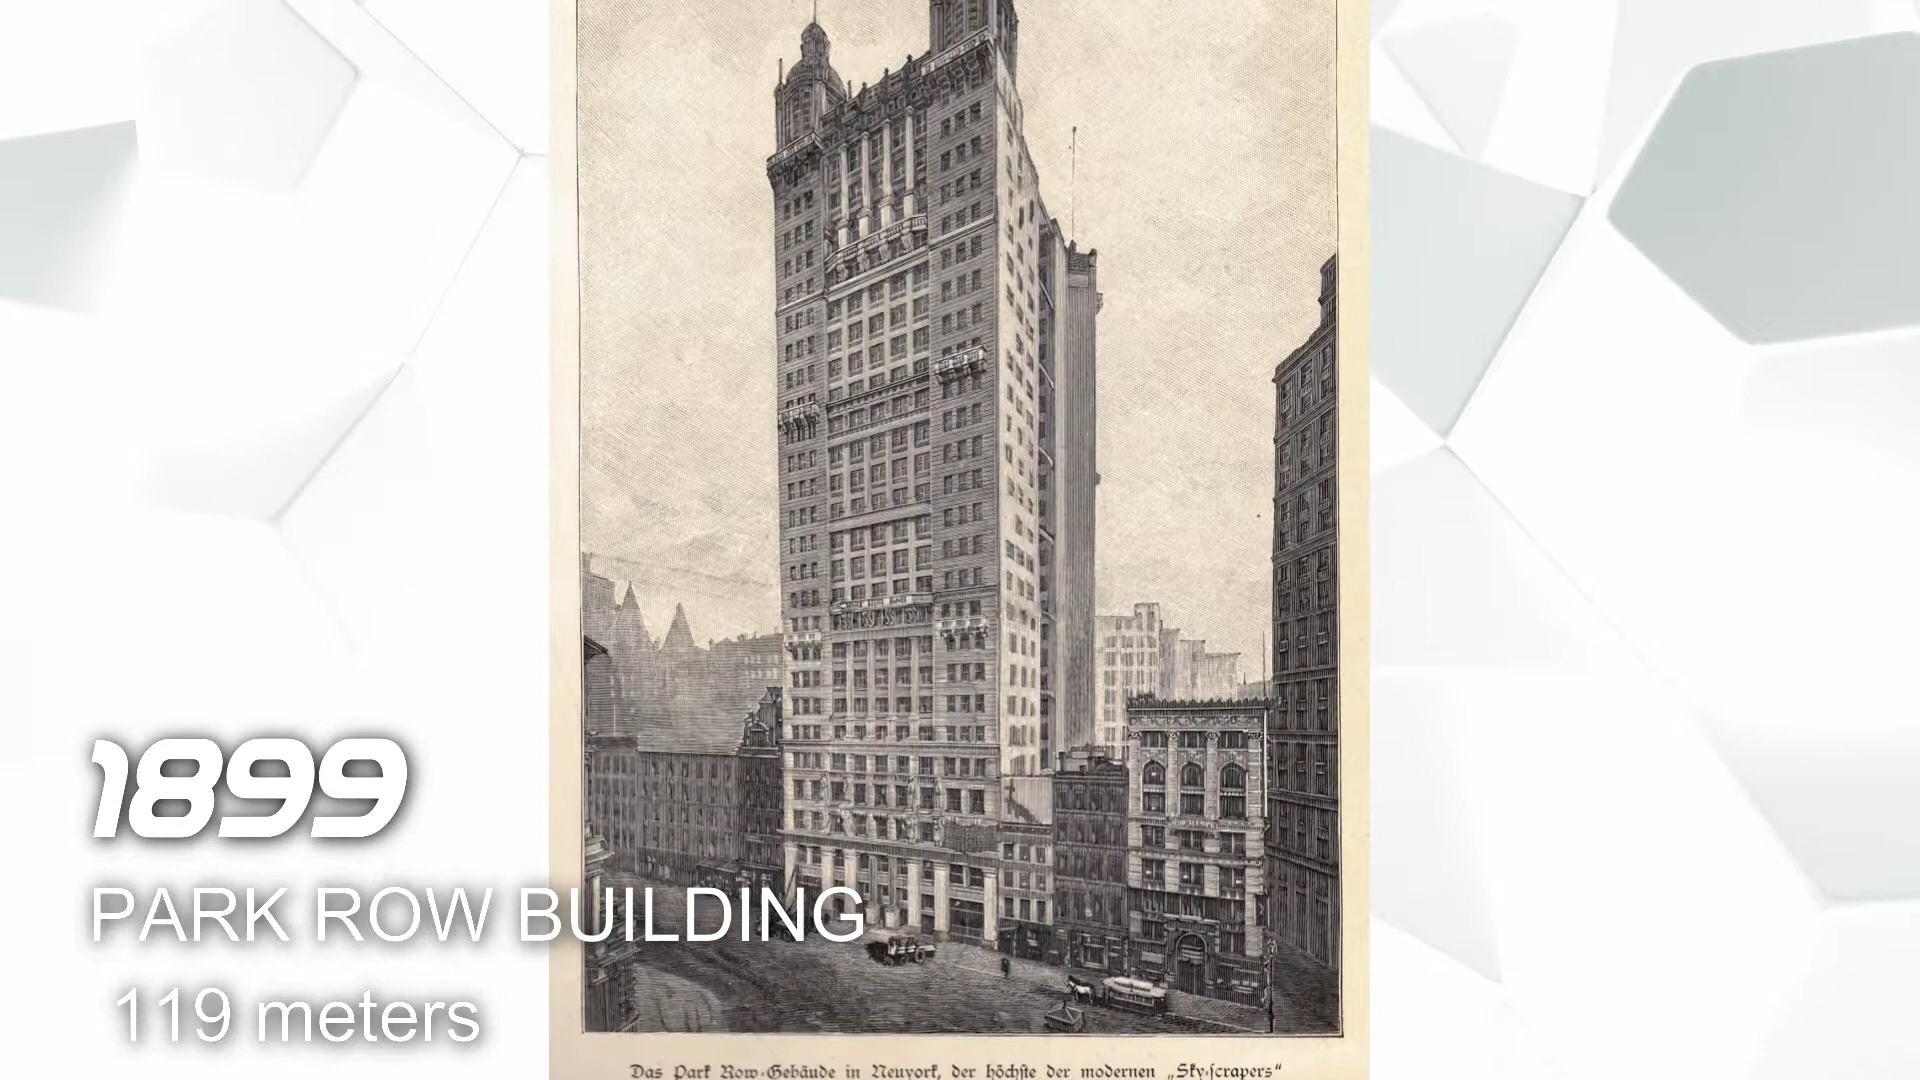 1899
PARK ROW BUILDING
119 meters
Das Park Row-Gebäude in Neuyork, der höchste der modernen „Sky-scrapers“